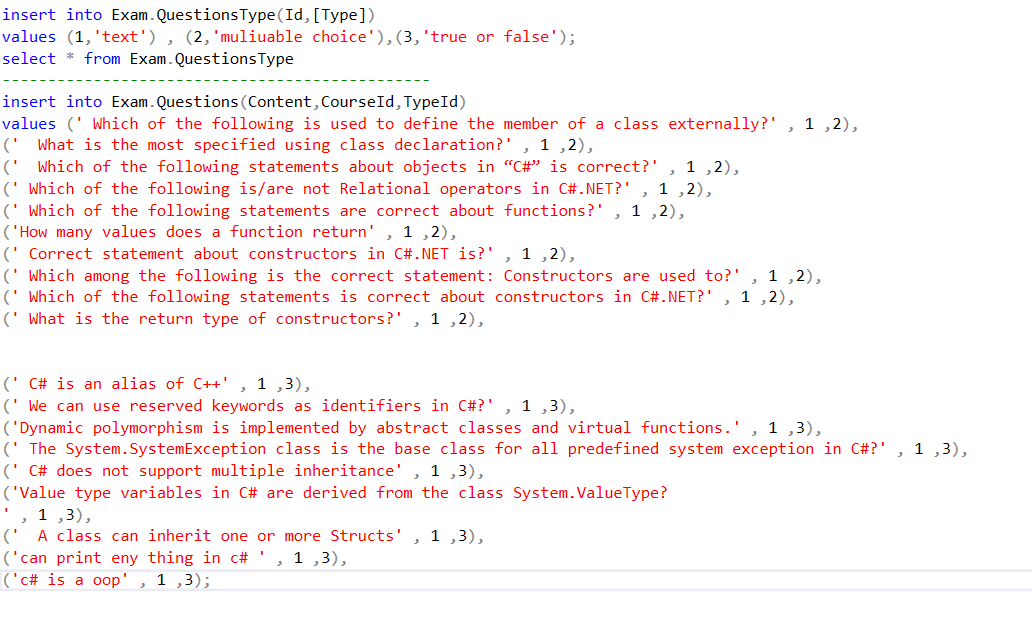 insert into Exam.QuestionsType(Id,[Type])
values (1,'text') , (2,'muliuable choice'),(3,'true or false');
select * from Exam.QuestionsType
-----------------------------------------------
insert into Exam.Questions(Content,CourseId,TypeId)
values (' Which of the following is used to define the member of a class externally?' , 1 ,2),
('  What is the most specified using class declaration?' , 1 ,2),
('  Which of the following statements about objects in “C#” is correct?' , 1 ,2),
(' Which of the following is/are not Relational operators in C#.NET?' , 1 ,2),
(' Which of the following statements are correct about functions?' , 1 ,2),
('How many values does a function return' , 1 ,2),
(' Correct statement about constructors in C#.NET is?' , 1 ,2),
(' Which among the following is the correct statement: Constructors are used to?' , 1 ,2),
(' Which of the following statements is correct about constructors in C#.NET?' , 1 ,2),
(' What is the return type of constructors?' , 1 ,2),
(' C# is an alias of C++' , 1 ,3),
(' We can use reserved keywords as identifiers in C#?' , 1 ,3),
('Dynamic polymorphism is implemented by abstract classes and virtual functions.' , 1 ,3),
(' The System.SystemException class is the base class for all predefined system exception in C#?' , 1 ,3),
(' C# does not support multiple inheritance' , 1 ,3),
('Value type variables in C# are derived from the class System.ValueType?
' , 1 ,3),
('  A class can inherit one or more Structs' , 1 ,3),
('can print eny thing in c# ' , 1 ,3),
('c# is a oop' , 1 ,3);